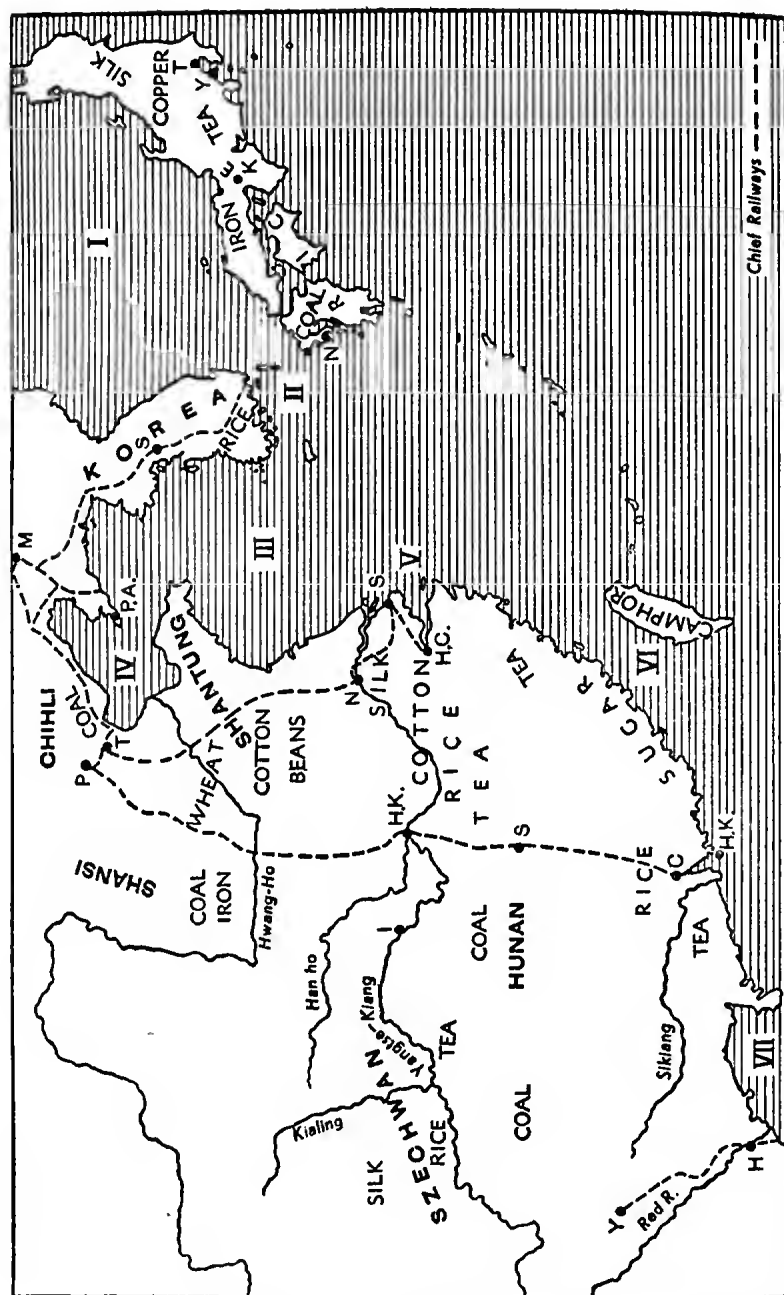 SHANSI
COAL
IRON
Hwang-Ho
CHIHLI
COAL
P
T
IV
P.A.
M
KOREA
S
RICE
I
SILK
COPPER
T
Y
TEA
E
K
IRON
COAL
N
II
III
WHEAT
SHANTUNG
COTTON
BEANS
N
S
SILK
V
H.C.
COTTON
RICE
TEA
H.K.
Han ho
I
Kialing
SILK
SZECHWAN
RICE
Yangtse-Kiang
TEA
COAL
HUNAN
S
COAL
TEA
SUGAR
CAMPHOR
VI
RICE
C
H.K.
TEA
Sikiang
VII
Y
Red R.
H
Chief Railways